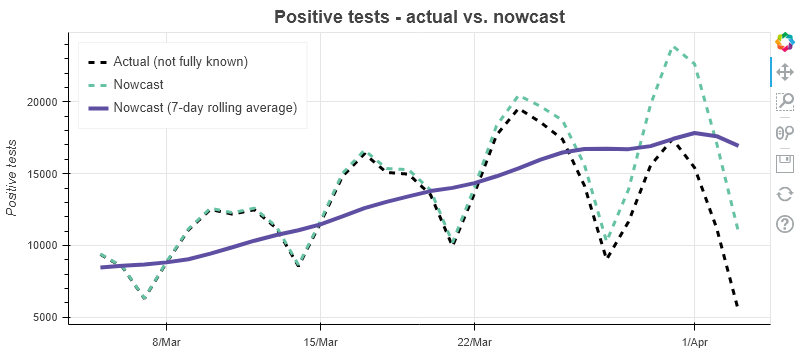 Positive tests - actual vs. nowcast
Actual (not fully known)
Nowcast
Nowcast (7-day rolling average)
Positive tests
20000
15000
10000
5000
8/Mar
15/Mar
22/Mar
1/Apr